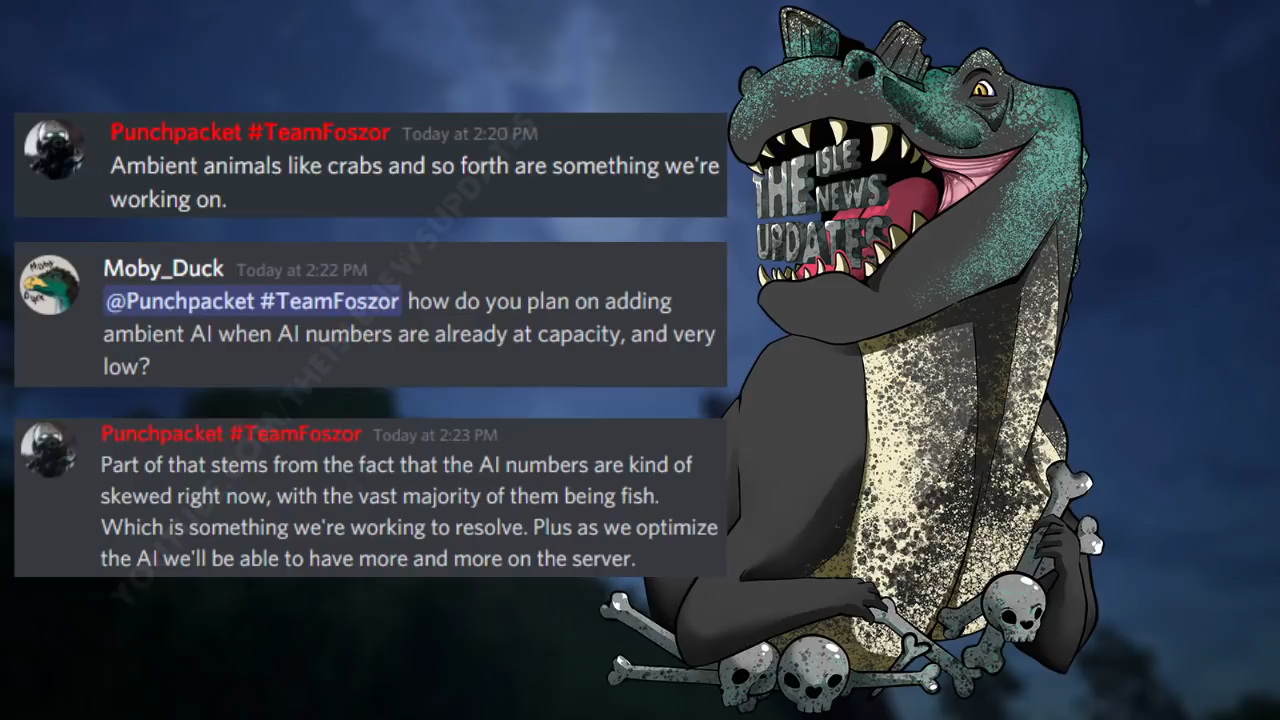 Punchpacket #TeamFoszor Today at 2:20 PM
Ambient animals like crabs and so forth are something we're
working on.
Moby_Duck Today at 2:22 PM
@Punchpacket #TeamFoszor how do you plan on adding
ambient AI when AI numbers are already at capacity, and very
low?
Punchpacket #TeamFoszor Today at 2:23 PM
Part of that stems from the fact that the AI numbers are kind of
skewed right now, with the vast majority of them being fish.
Which is something we're working to resolve. Plus as we optimize
the AI we'll be able to have more and more on the server.
THE ISLE
NEWS
UPDATES